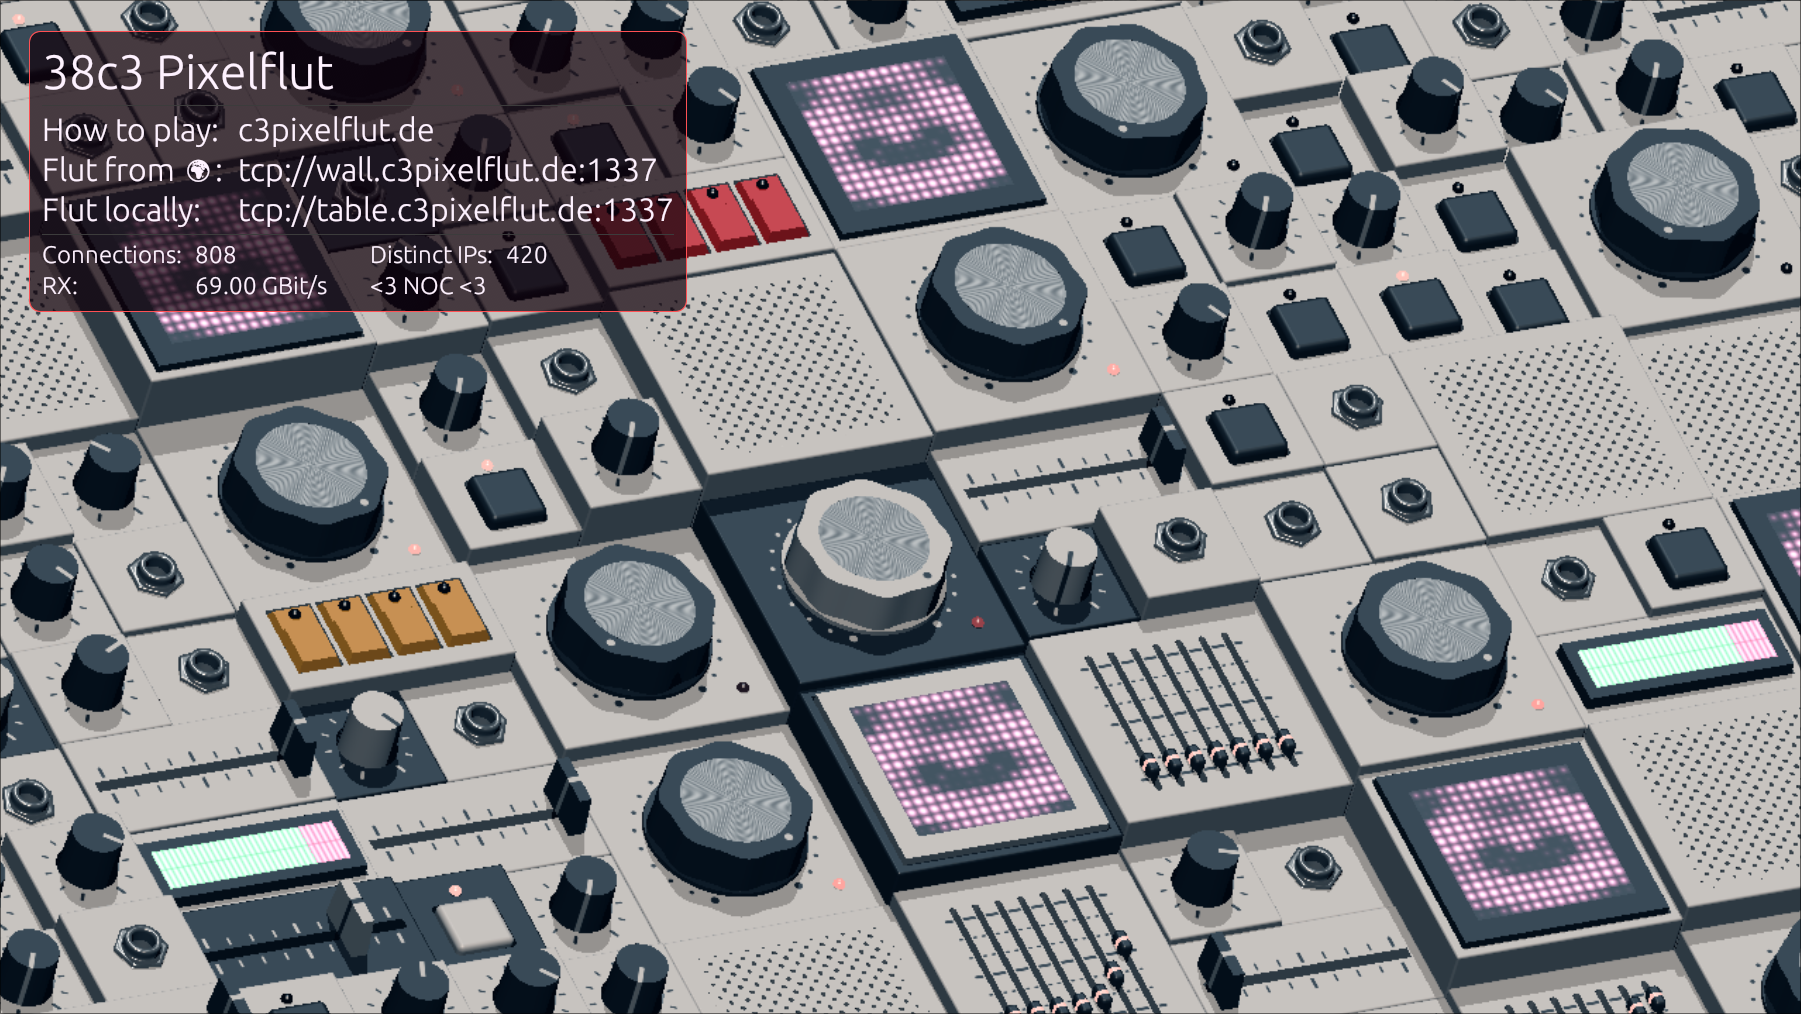 38c3 Pixelflut
How to play: c3pixelflut.de
Flut from 🌍: tcp://wall.c3pixelflut.de:1337
Flut locally: tcp://table.c3pixelflut.de:1337
Connections: 808 Distinct IPs: 420
RX: 69.00 GBit/s <3 NOC <3